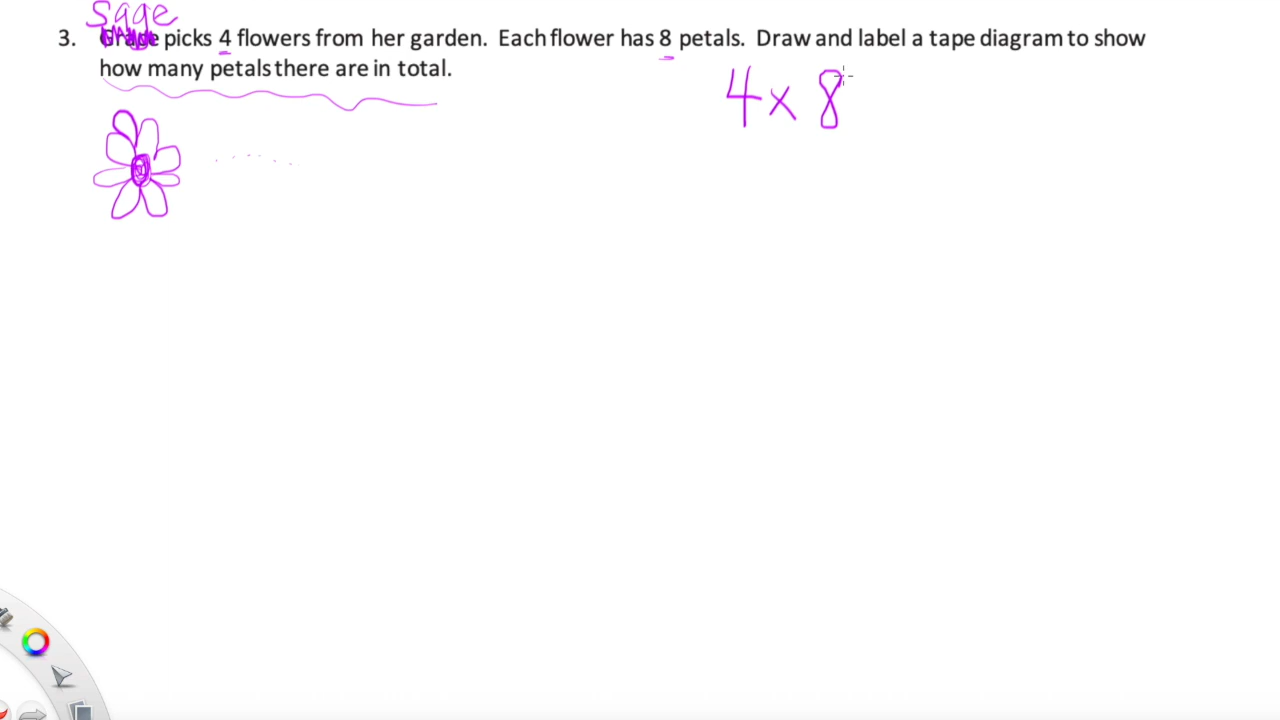 Sage
3. Grace picks 4 flowers from her garden. Each flower has 8 petals. Draw and label a tape diagram to show
how many petals there are in total.
4 x 8